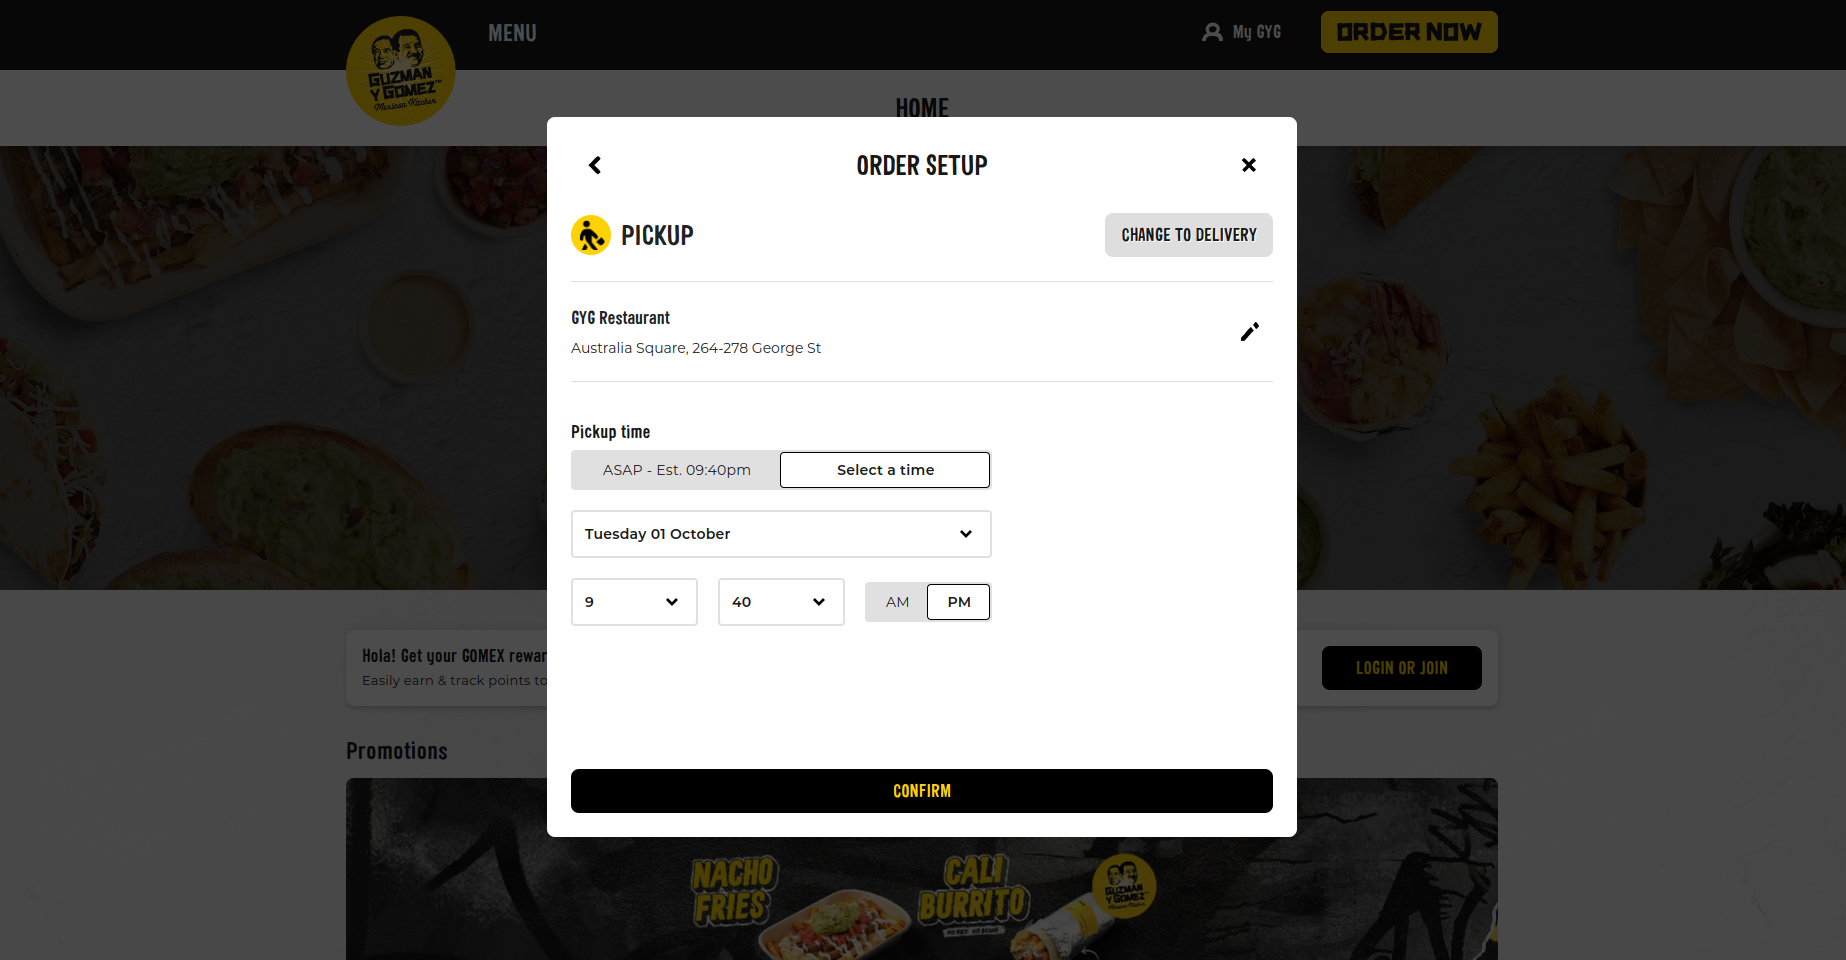 MENU
My GYG
ORDER NOW
GUZMAN
Y GOMEZ
Mexican Kitchen
HOME
ORDER SETUP
PICKUP
CHANGE TO DELIVERY
GYG Restaurant
Australia Square, 264-278 George St
Pickup time
ASAP - Est. 09:40pm
Select a time
Tuesday 01 October
9
40
AM
PM
Hola! Get your GOMEX rewar
Easily earn & track points to
LOGIN OR JOIN
CONFIRM
Promotions
NACHO
FRIES
CALI
BURRITO
GUZMAN
Y GOMEZ